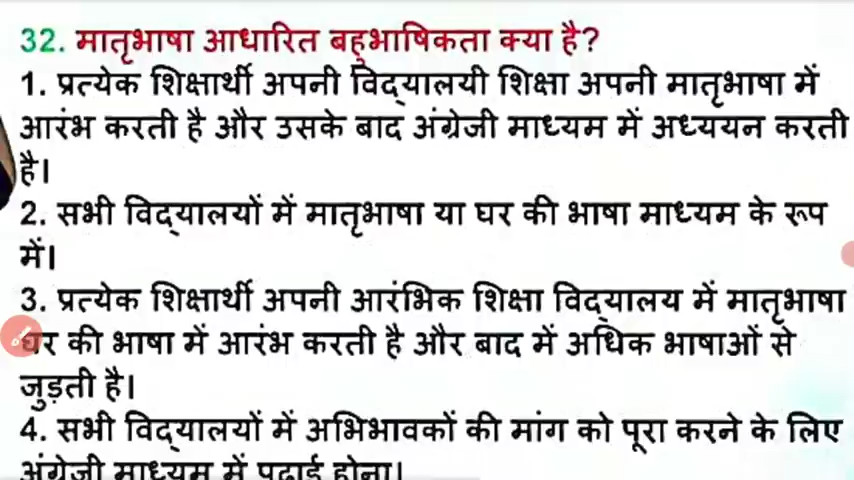 32. मातृभाषा आधारित बहुभाषिकता क्या है?
1. प्रत्येक शिक्षार्थी अपनी विद्यालयी शिक्षा अपनी मातृभाषा में
आरंभ करती है और उसके बाद अंग्रेजी माध्यम में अध्ययन करती
है।
2. सभी विद्यालयों में मातृभाषा या घर की भाषा माध्यम के रूप
में।
3. प्रत्येक शिक्षार्थी अपनी आरंभिक शिक्षा विद्यालय में मातृभाषा
घर की भाषा में आरंभ करती है और बाद में अधिक भाषाओं से
जुड़ती है।
4. सभी विद्यालयों में अभिभावकों की मांग को पूरा करने के लिए
अंग्रेजी माध्यम में पढ़ाई होना।